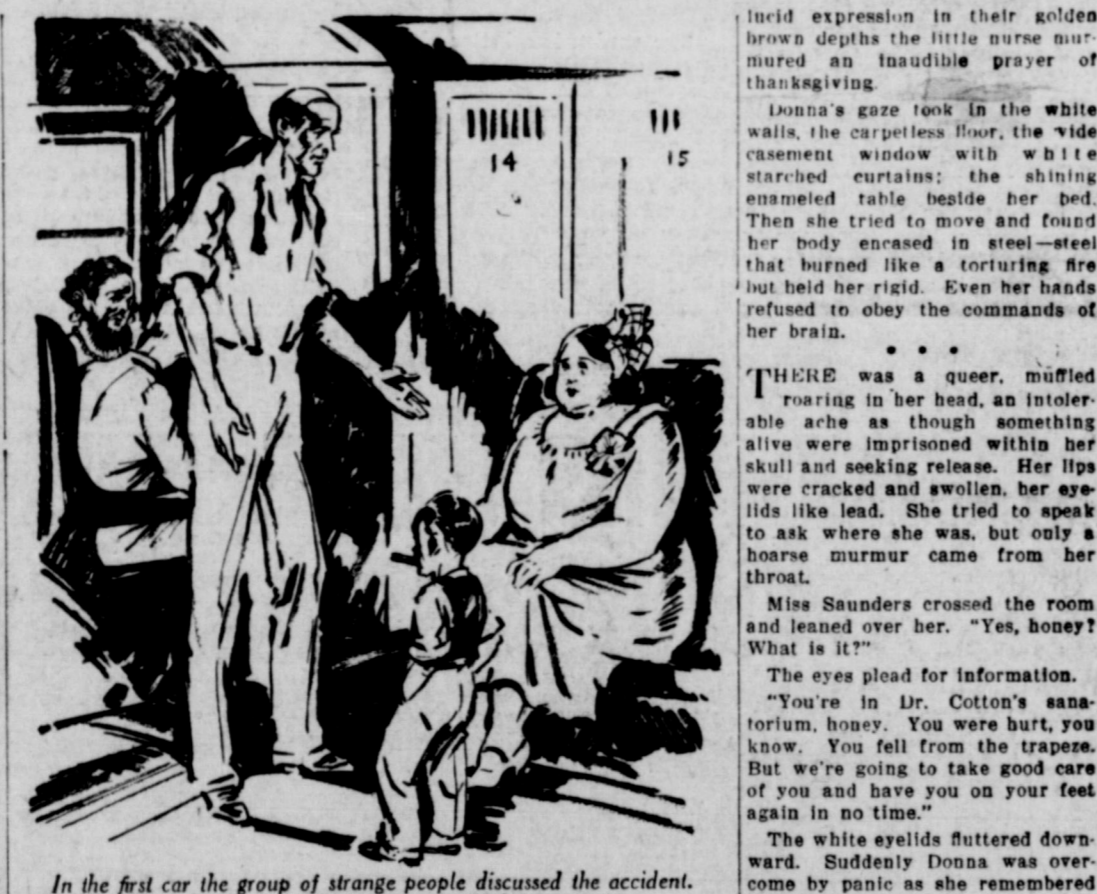 14
15
In the first car the group of strange people discussed the accident.
lucid expression in their golden
brown depths the little nurse mur-
mured an inaudible prayer of
thanksgiving.
Donna's gaze took in the white
walls, the carpetless floor, the wide
casement window with white
starched curtains; the shining
enameled table beside her bed.
Then she tried to move and found
her body encased in steel—steel
that burned like a torturing fire
but held her rigid. Even her hands
refused to obey the commands of
her brain.
• • •
THERE was a queer, muffled
roaring in her head, an intoler-
able ache as though something
alive were imprisoned within her
skull and seeking release. Her lips
were cracked and swollen, her eye-
lids like lead. She tried to speak
to ask where she was, but only a
hoarse murmur came from her
throat.
Miss Saunders crossed the room
and leaned over her. "Yes, honey?
What is it?"
The eyes plead for information.
"You're in Dr. Cotton's sana-
torium, honey. You were hurt, you
know. You fell from the trapeze.
But we're going to take good care
of you and have you on your feet
again in no time."
The white eyelids fluttered down-
ward. Suddenly Donna was over-
come by panic as she remembered